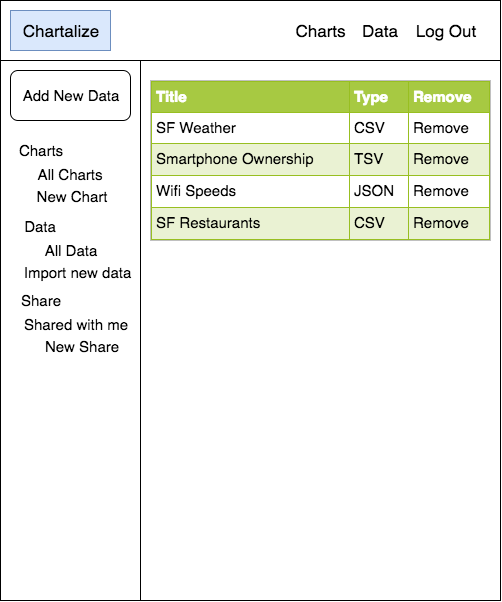 Chartalize
Charts Data Log Out
Add New Data
Charts
All Charts
New Chart
Data
All Data
Import new data
Share
Shared with me
New Share
Title Type Remove
SF Weather CSV Remove
Smartphone Ownership TSV Remove
Wifi Speeds JSON Remove
SF Restaurants CSV Remove